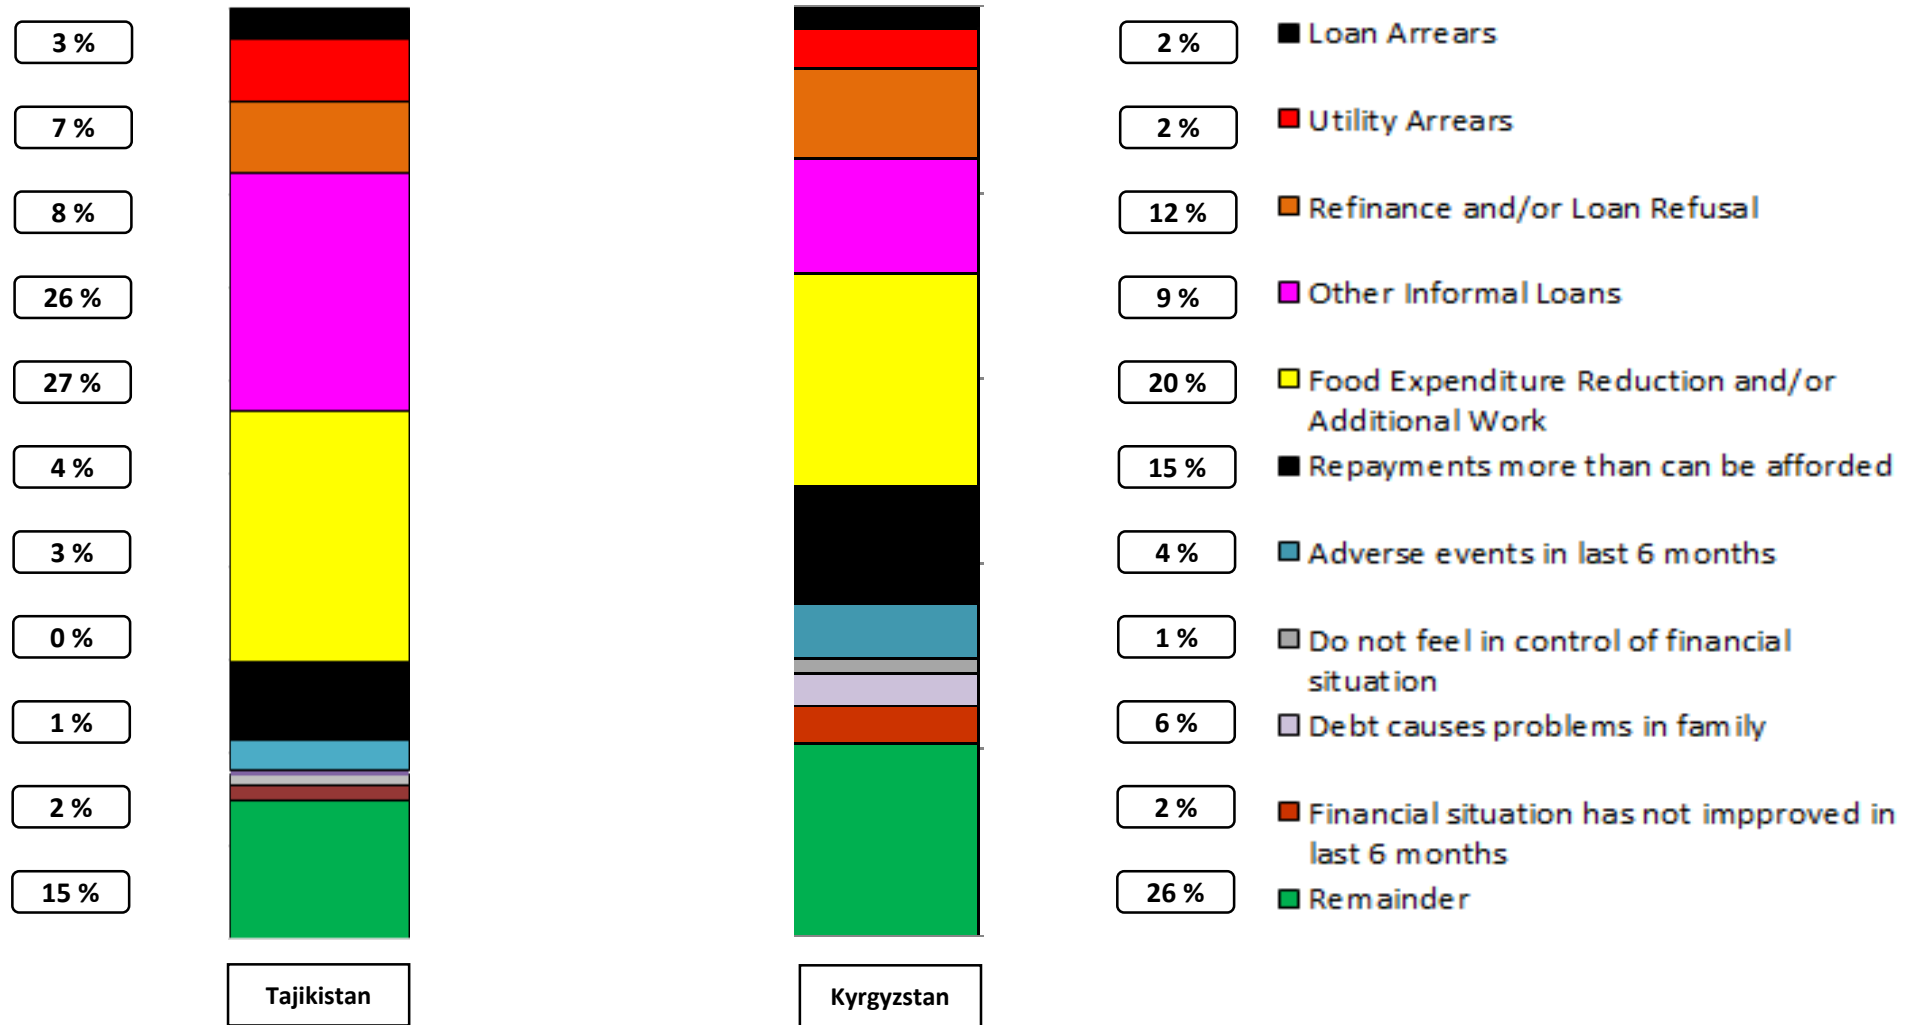 3 %
7 %
8 %
26 %
27 %
4 %
3 %
0 %
1 %
2 %
15 %
Tajikistan
Kyrgyzstan
2 %
2 %
12 %
9 %
20 %
15 %
4 %
1 %
6 %
2 %
26 %
Loan Arrears
Utility Arrears
Refinance and/or Loan Refusal
Other Informal Loans
Food Expenditure Reduction and/or
Additional Work
Repayments more than can be afforded
Adverse events in last 6 months
Do not feel in control of financial
situation
Debt causes problems in family
Financial situation has not impproved in
last 6 months
Remainder